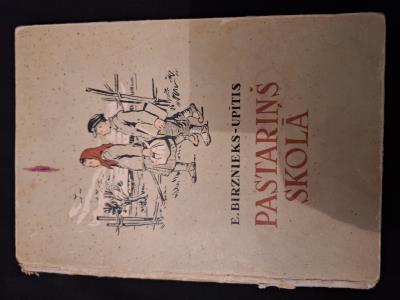 E. BIRZNIEKS-UPĪTIS
PASTARIŅŠ
SKOLĀ